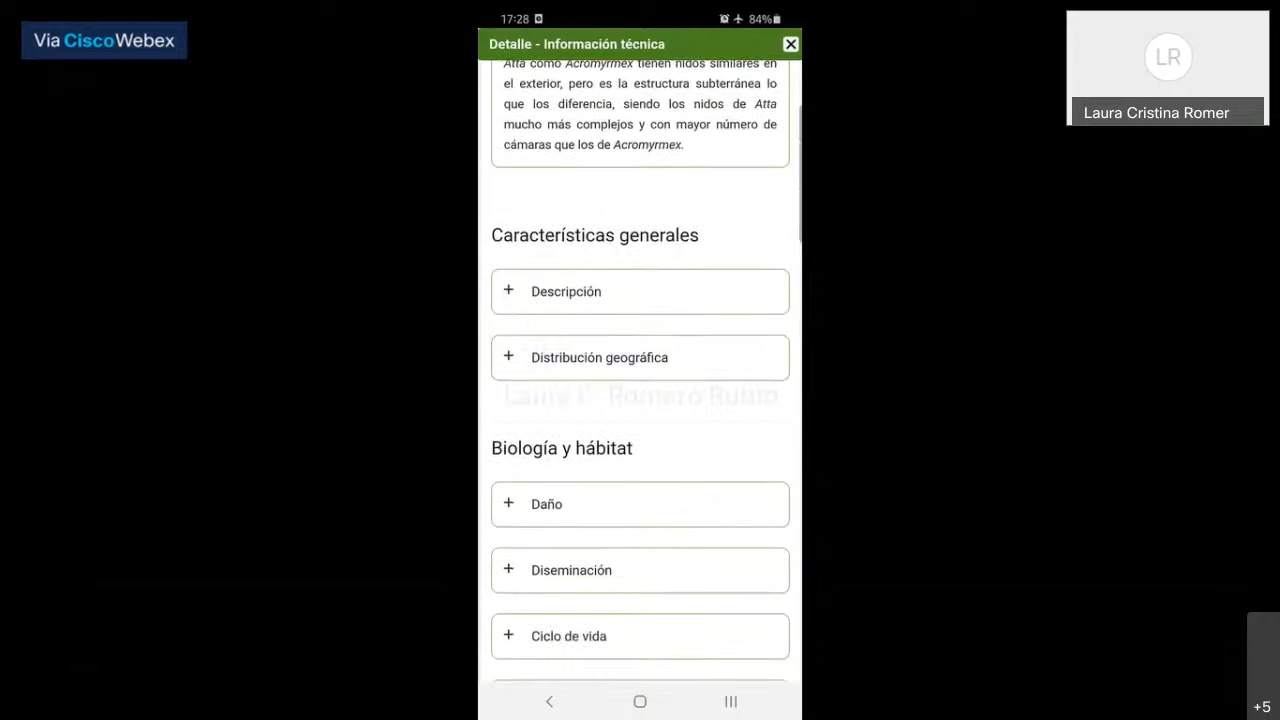 Via CiscoWebex
17:28
84%
Detalle - Información técnica
Atta como Acromyrmex tienen nidos similares en
el exterior, pero es la estructura subterránea lo
que los diferencia, siendo los nidos de Atta
mucho más complejos y con mayor número de
cámaras que los de Acromyrmex.
Características generales
+ Descripción
+ Distribución geográfica
Laura C. Romero Rubio
Biología y hábitat
+ Daño
+ Diseminación
+ Ciclo de vida
LR
Laura Cristina Romer
+5